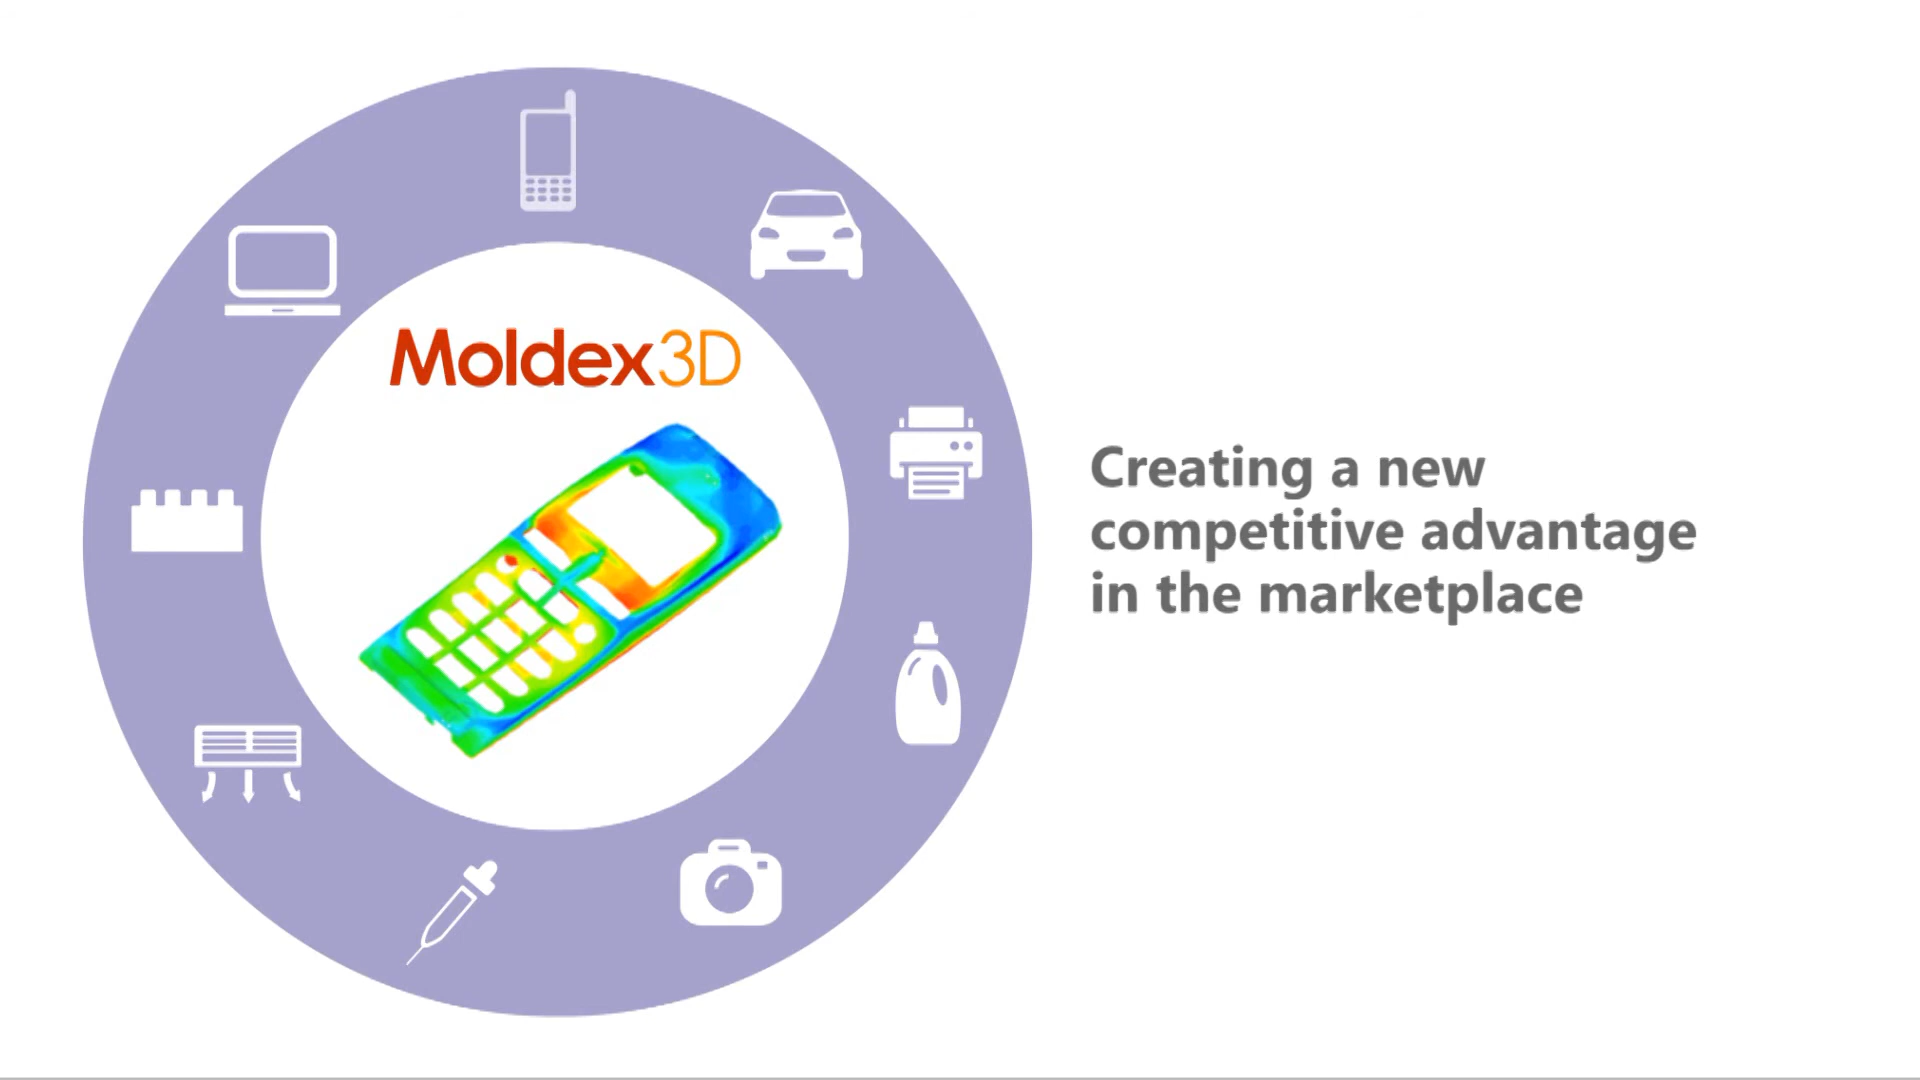 Moldex3D
Creating a new
competitive advantage
in the marketplace